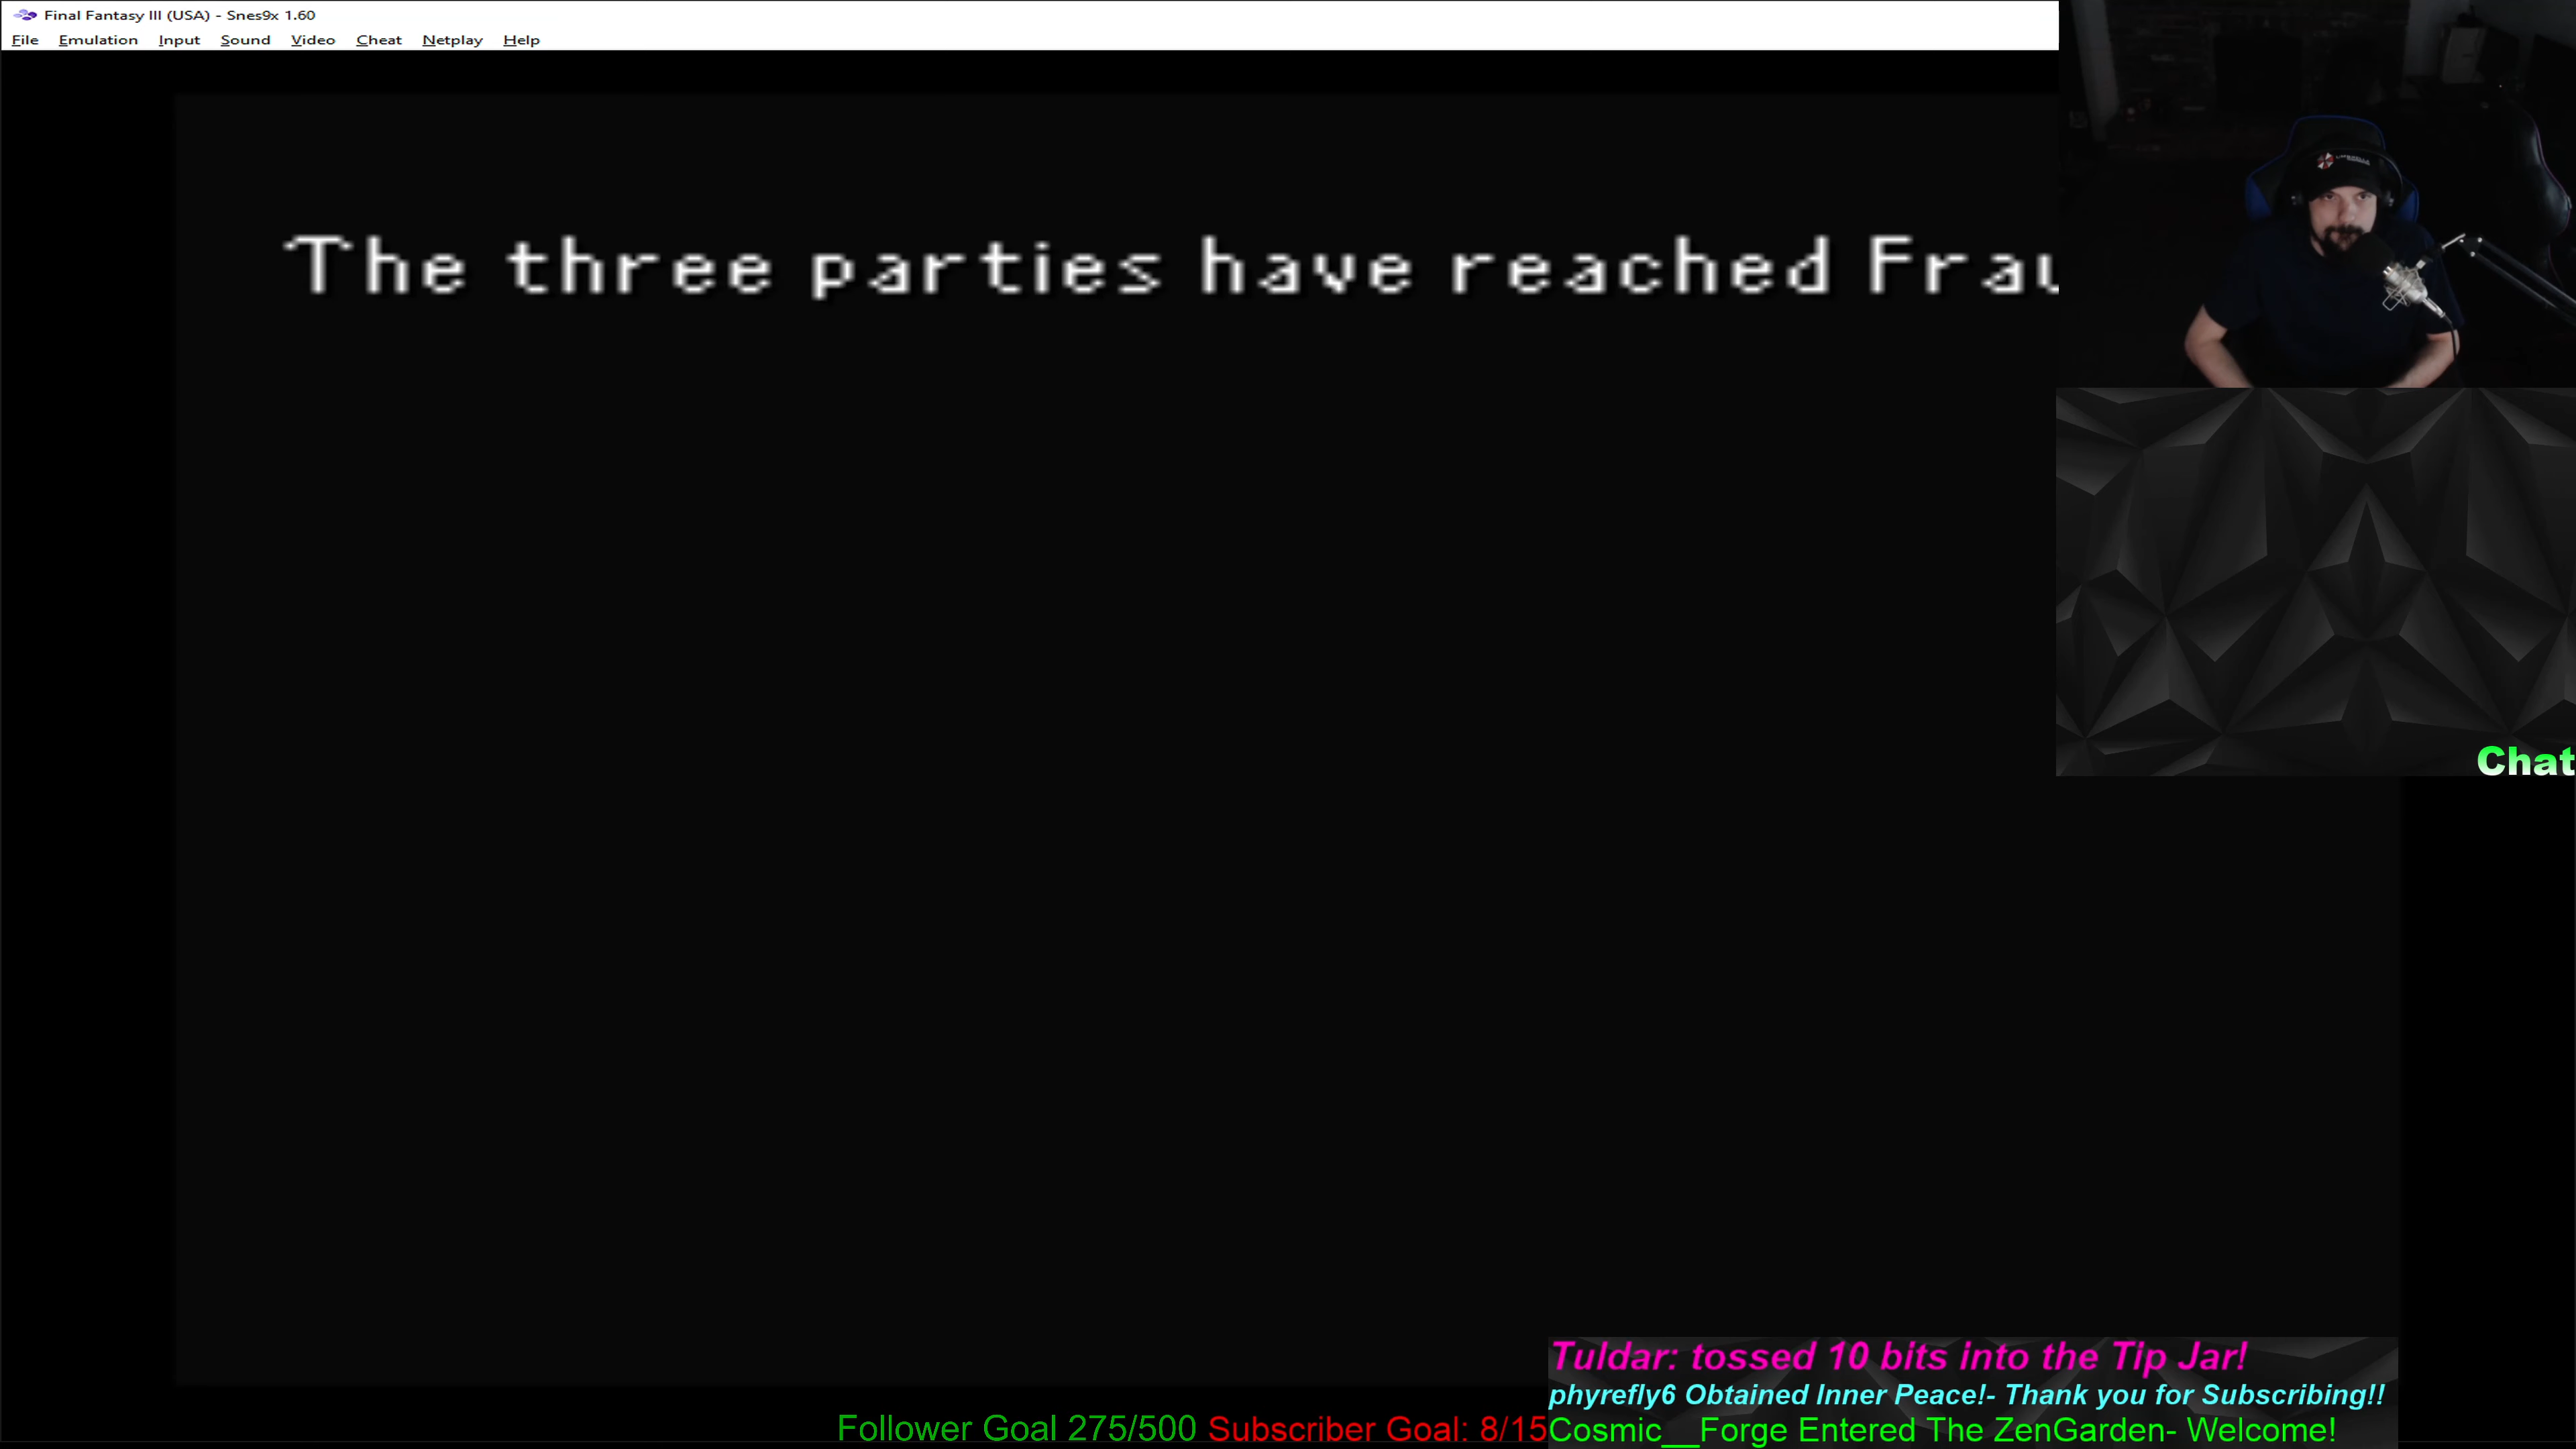 Final Fantasy III (USA) - Snes9x 1.60
File Emulation Input Sound Video Cheat Netplay Help
The three parties have reached
Chat
Tuldar: tossed 10 bits into the Tip Jar!
phyrefly6 Obtained Inner Peace!- Thank you for Subscribing!!
Follower Goal 275/500 Subscriber Goal: 8/15
Cosmic__Forge Entered The ZenGarden- Welcome!